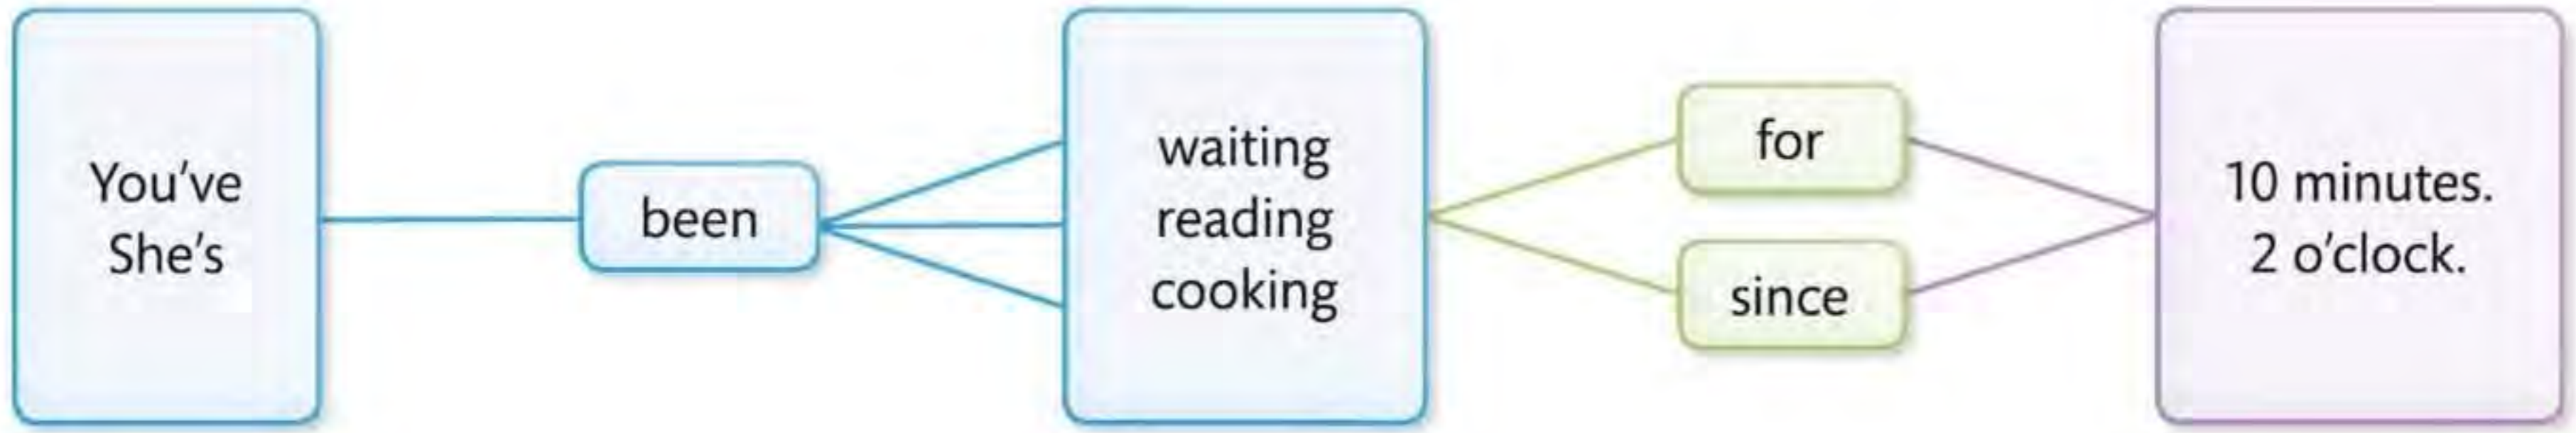 You've
She's
been
waiting
reading
cooking
for
since
10 minutes.
2 o'clock.